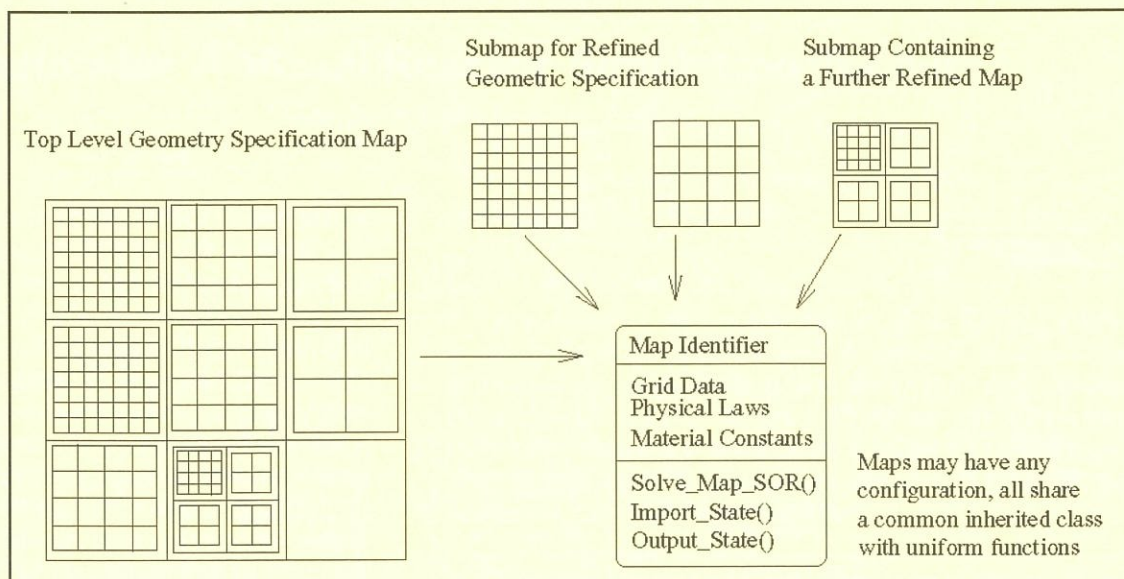 Submap for Refined
Geometric Specification
Submap Containing
a Further Refined Map
Top Level Geometry Specification Map
Map Identifier
Grid Data
Physical Laws
Material Constants
Solve_Map_SOR()
Import_State()
Output_State()
Maps may have any
configuration, all share
a common inherited class
with uniform functions